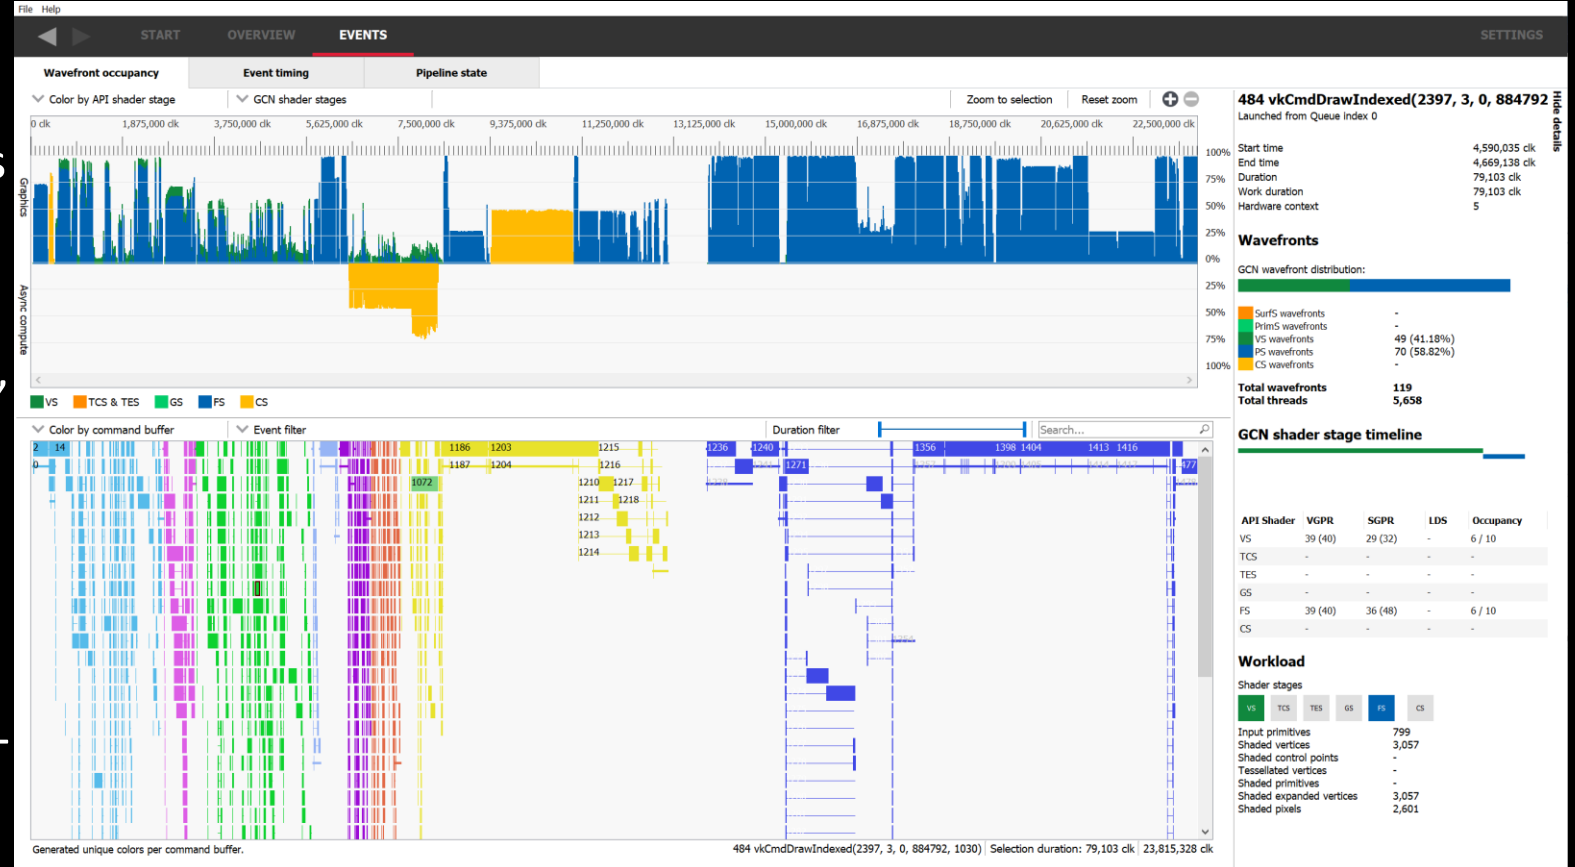 File Help
START OVERVIEW EVENTS SETTINGS
Wavefront occupancy Event timing Pipeline state
Color by API shader stage GCN shader stages Zoom to selection Reset zoom
0 clk 1,875,000 clk 3,750,000 clk 5,625,000 clk 7,500,000 clk 9,375,000 clk 11,250,000 clk 13,125,000 clk 15,000,000 clk 16,875,000 clk 18,750,000 clk 20,625,000 clk 22,500,000 clk
Graphics
100%
75%
50%
25%
0%
Async compute
25%
50%
75%
100%
VS TCS & TES GS FS CS
Color by command buffer Event filter Duration filter Search...
2 14 1186 1203 1215 1236 1240 1356 1398 1404 1413 1416
0 1187 1204 1216 1271 477
1072 1210 1217
1211 1218
1212
1213
1214
Generated unique colors per command buffer. 484 vkCmdDrawIndexed(2397, 3, 0, 884792, 1030) Selection duration: 79,103 clk 23,815,328 clk
Hide details
484 vkCmdDrawIndexed(2397, 3, 0, 884792
Launched from Queue index 0
Start time 4,590,035 clk
End time 4,669,138 clk
Duration 79,103 clk
Work duration 79,103 clk
Hardware context 5
Wavefronts
GCN wavefront distribution:
SurfS wavefronts -
PrimS wavefronts -
VS wavefronts 49 (41.18%)
PS wavefronts 70 (58.82%)
CS wavefronts -
Total wavefronts 119
Total threads 5,658
GCN shader stage timeline
API Shader VGPR SGPR LDS Occupancy
VS 39 (40) 29 (32) - 6 / 10
TCS - - - -
TES - - - -
GS - - - -
FS 39 (40) 36 (48) - 6 / 10
CS - - - -
Workload
Shader stages
VS TCS TES GS FS CS
Input primitives 799
Shaded vertices 3,057
Shaded control points -
Tessellated vertices -
Shaded primitives -
Shaded expanded vertices 3,057
Shaded pixels 2,601